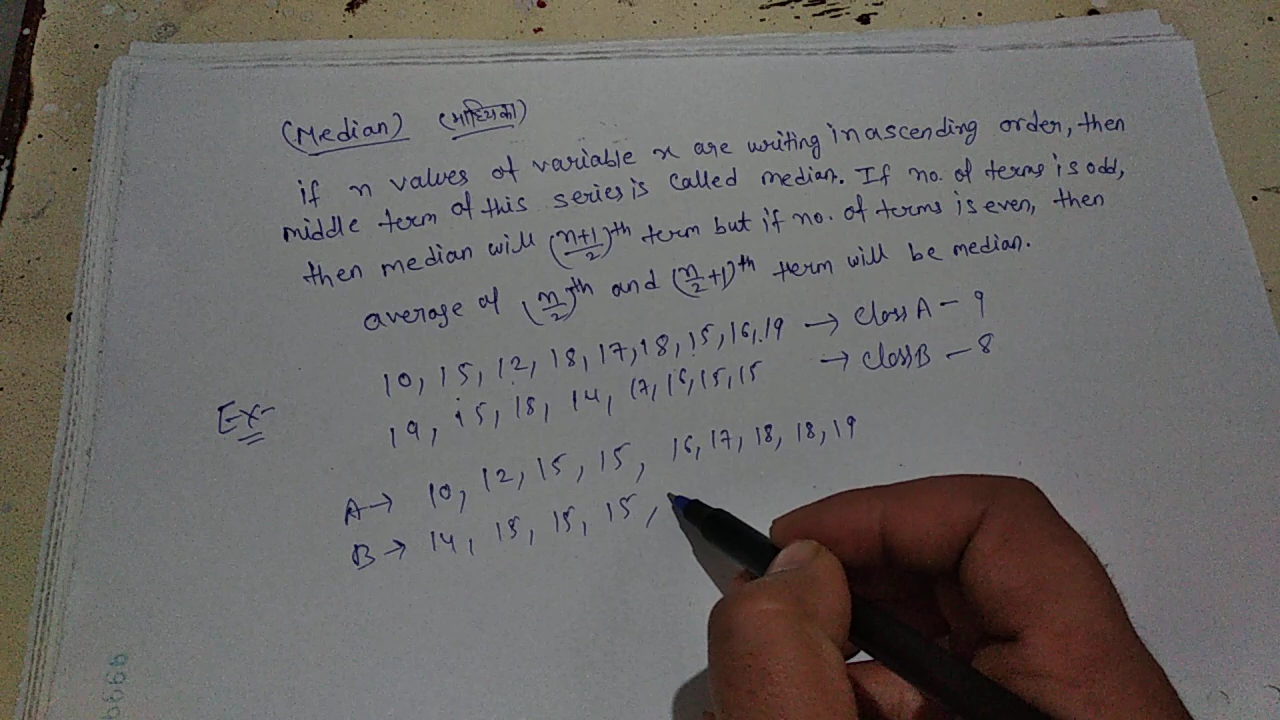 (Median) (माध्यिका)
if n values of variable x are writing in ascending order, then
middle term of this series is called median. If no. of terms is odd,
then median will (n+1/2)th term but if no. of terms is even, then
average of (n/2)th and (n/2+1)th term will be median.
10, 15, 12, 18, 17, 18, 15, 16, 19 → Class A - 9
Ex- 19, 15, 18, 14, 17, 16, 15, 15 → Class B - 8
A → 10, 12, 15, 15, 16, 17, 18, 18, 19
B → 14, 15, 15, 15,